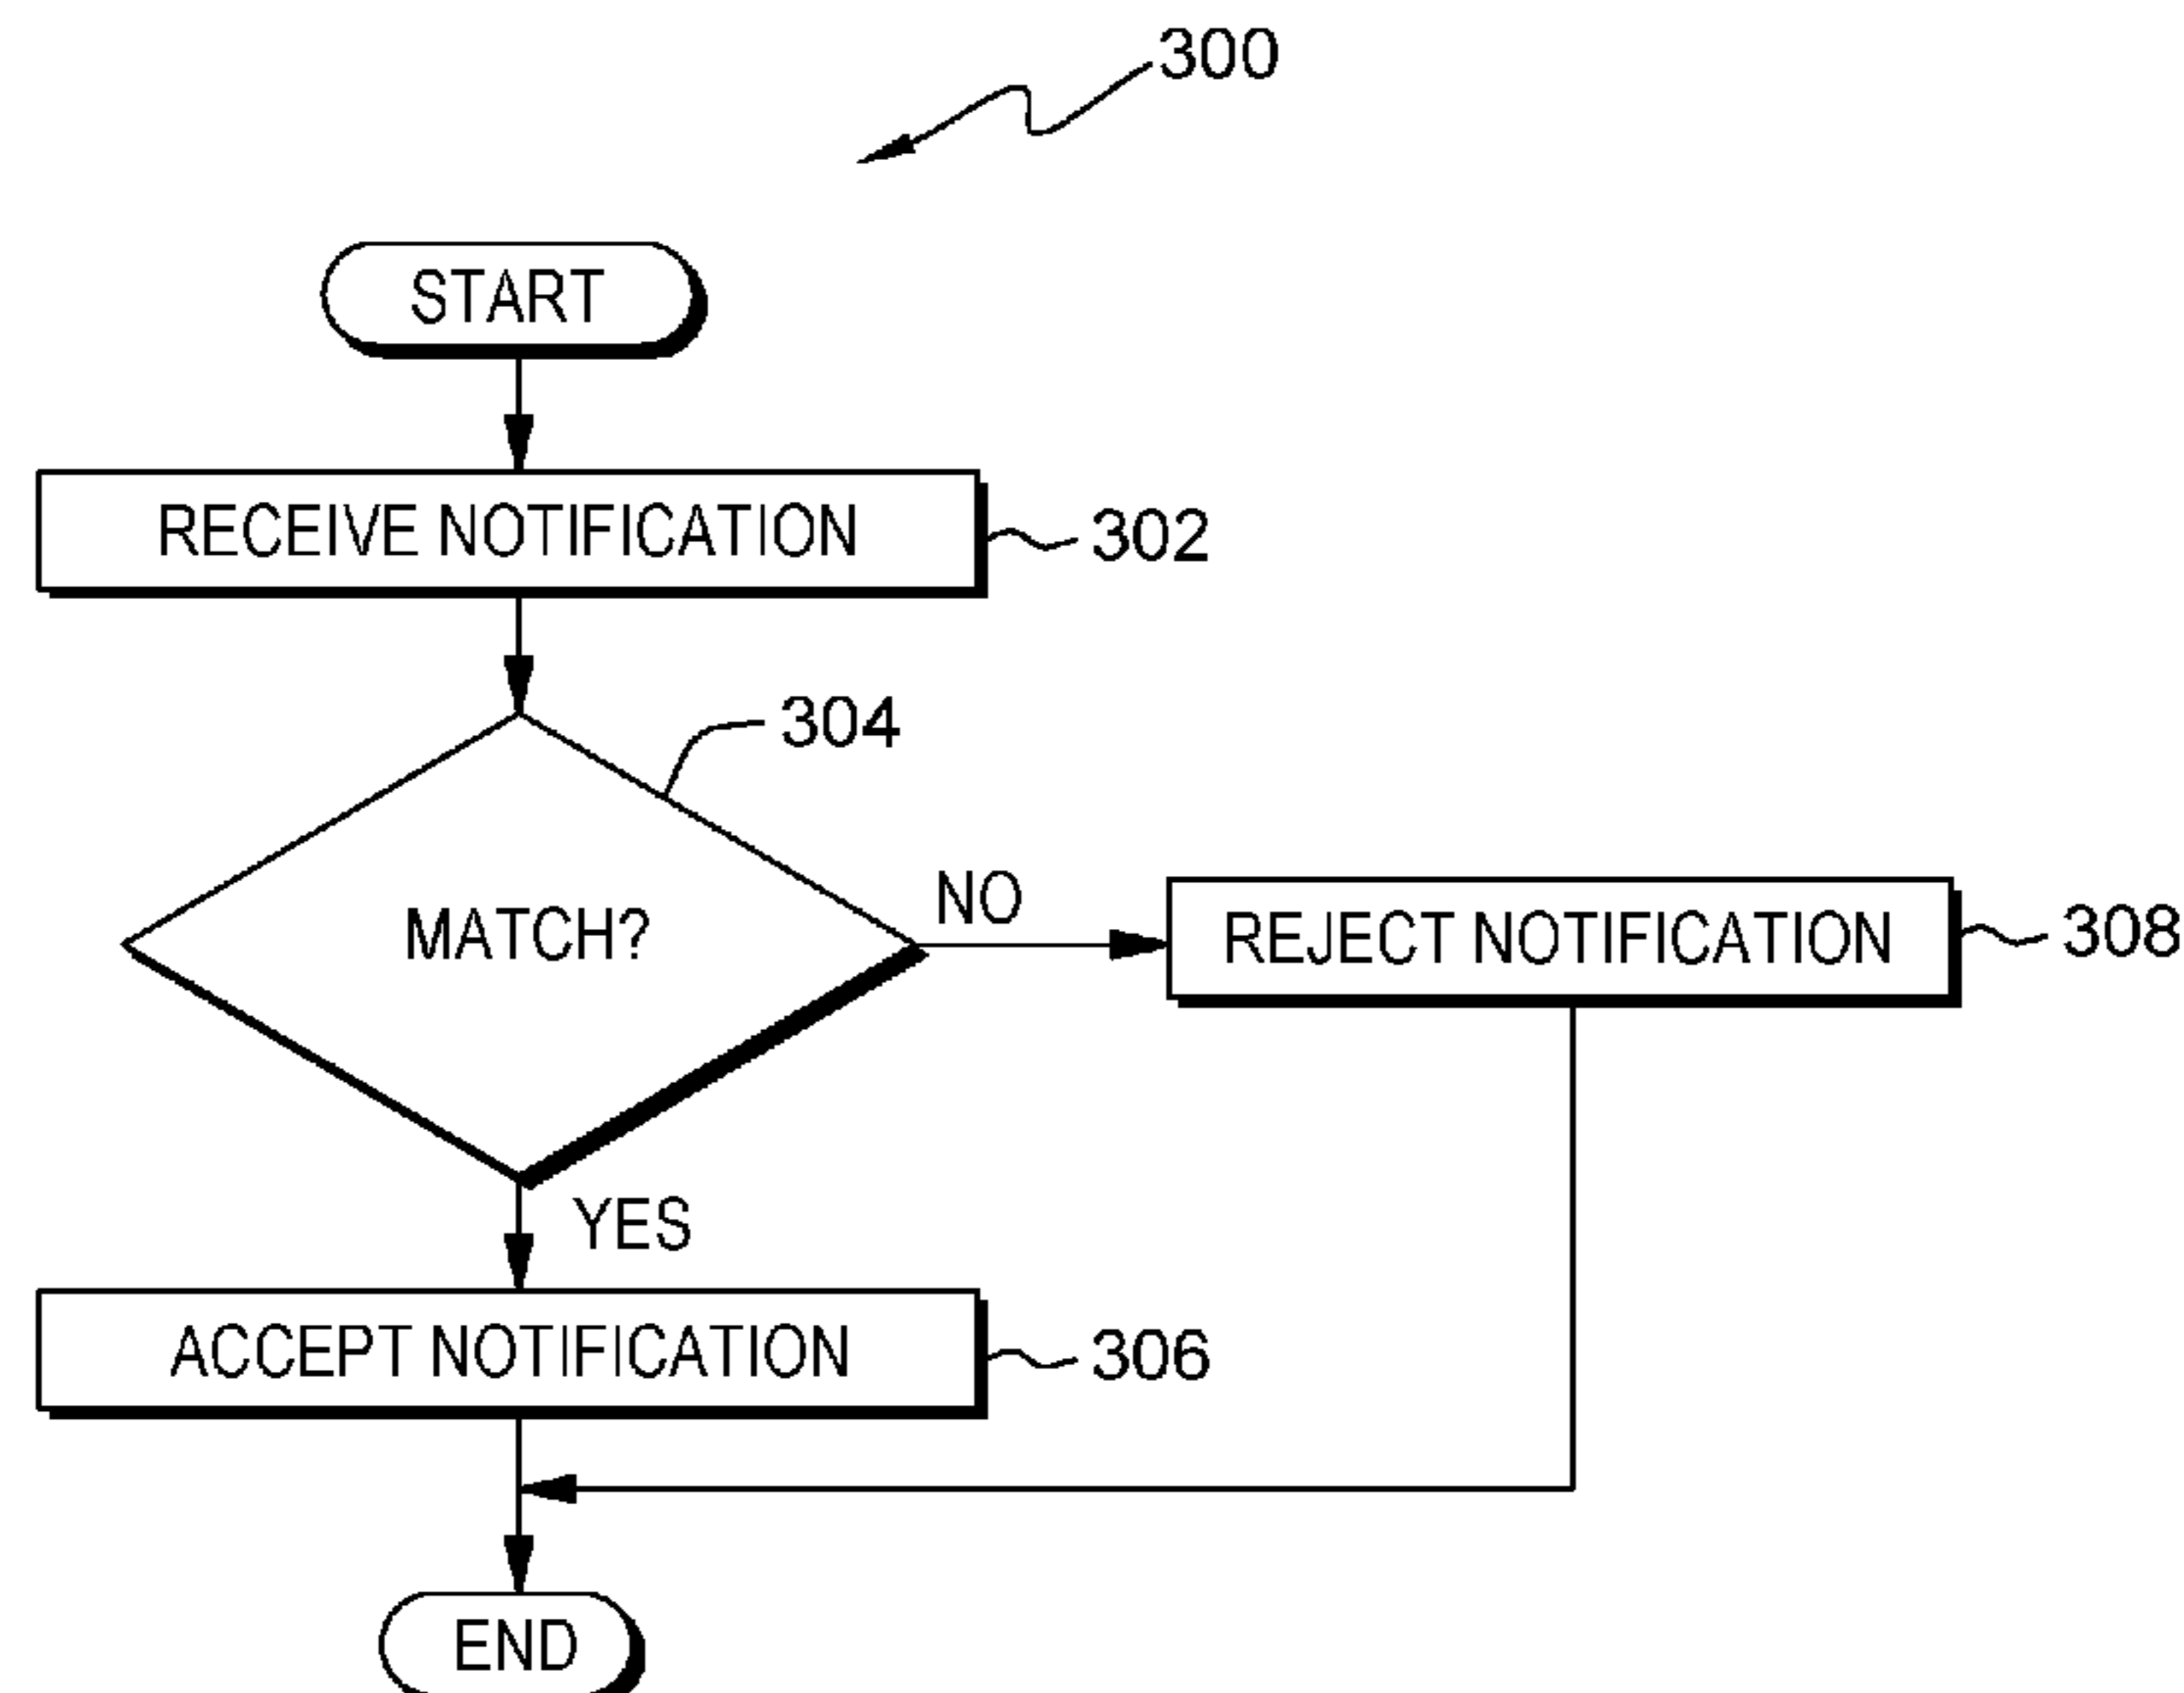 300
START
RECEIVE NOTIFICATION
302
304
MATCH?
NO
REJECT NOTIFICATION
308
YES
ACCEPT NOTIFICATION
306
END